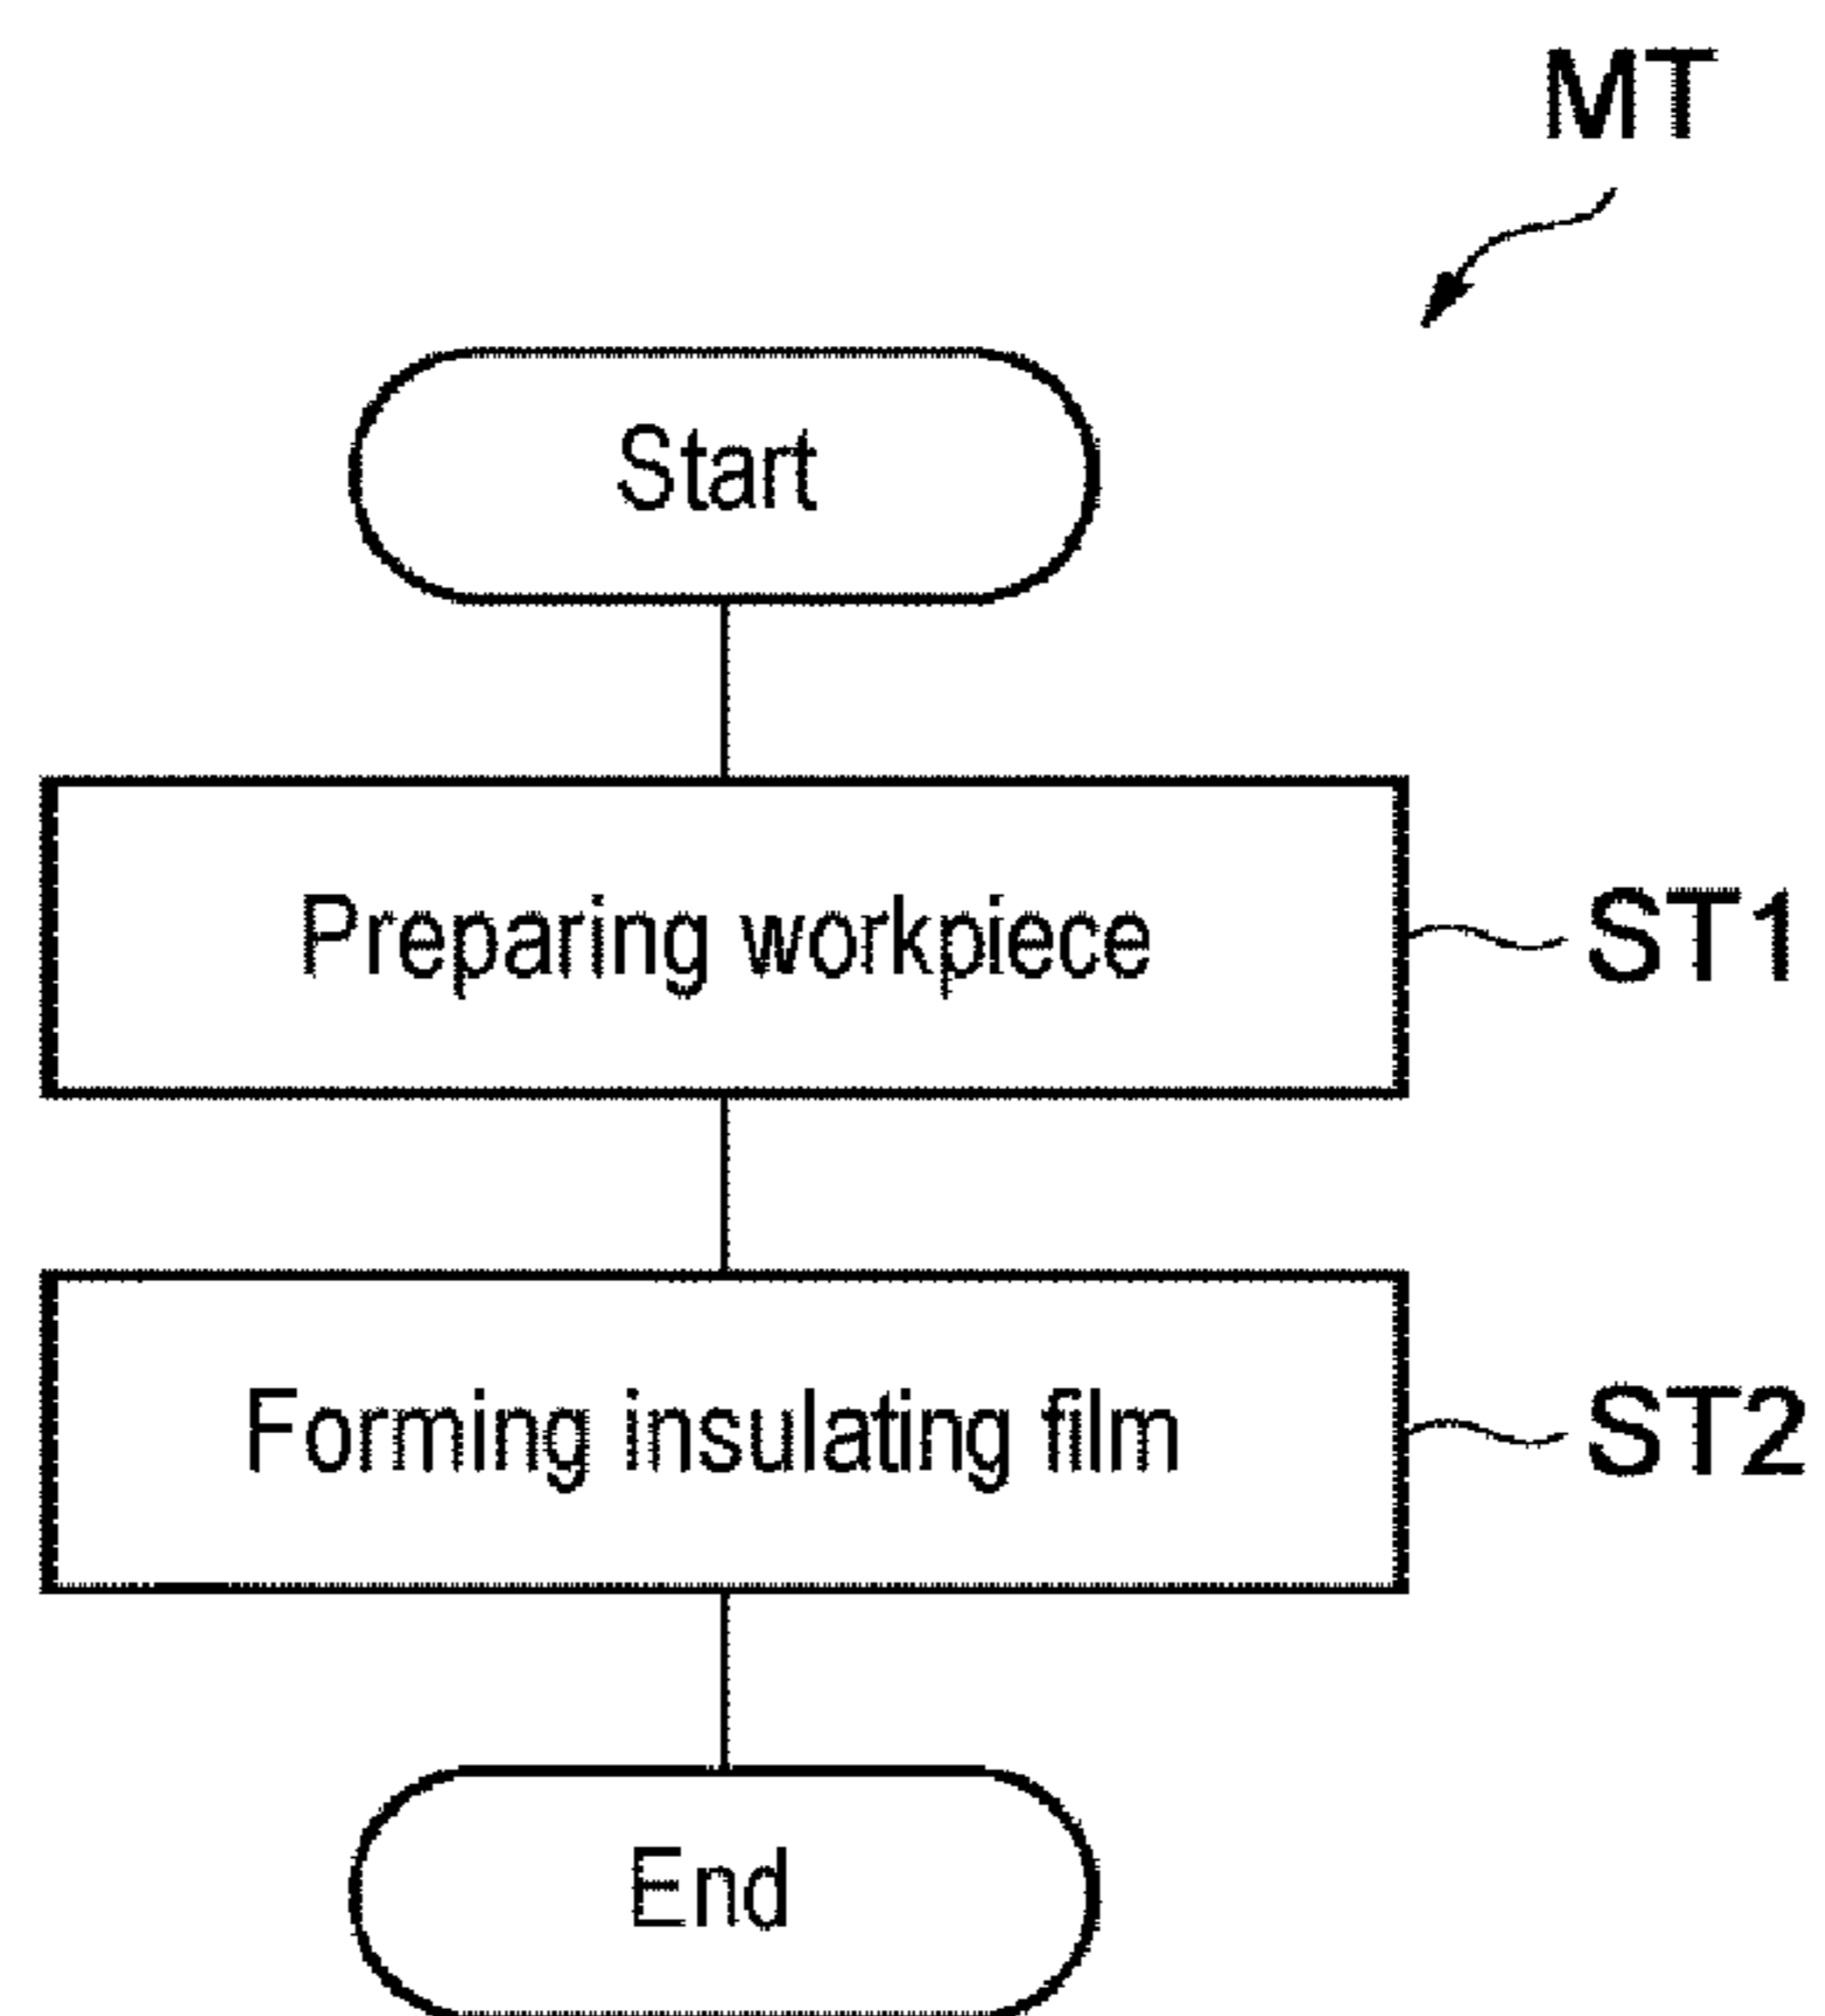 MT
Start
Preparing workpiece
ST1
Forming insulating film
ST2
End